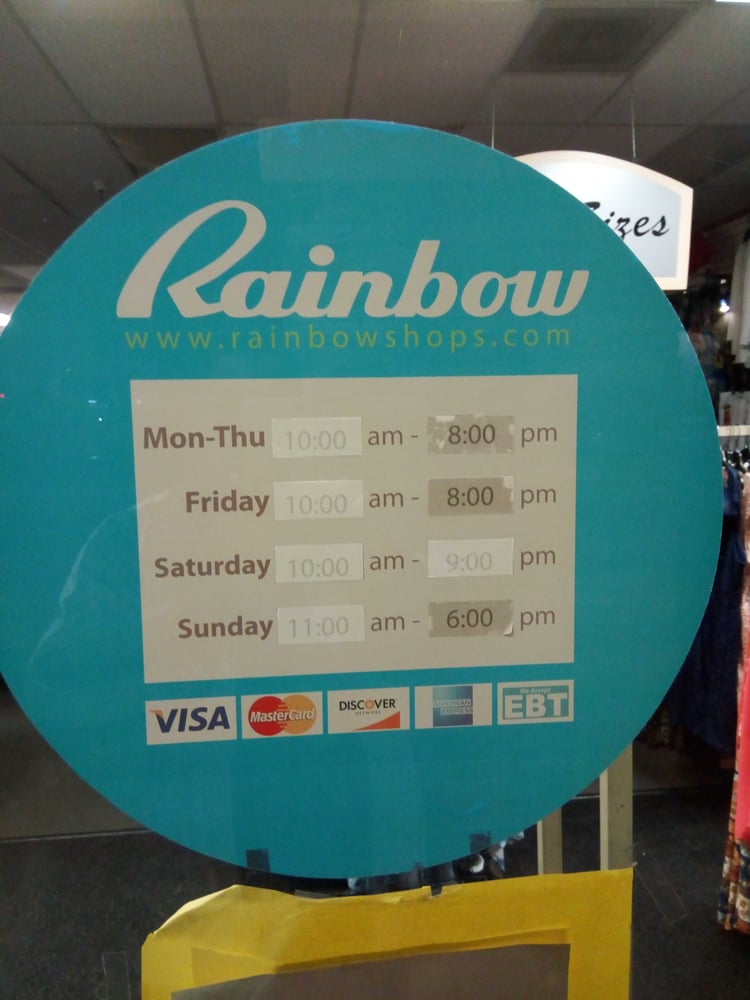 Rainbow
www.rainbowshops.com
Sizes
Mon-Thu 10:00 am - 8:00 pm
Friday 10:00 am - 8:00 pm
Saturday 10:00 am - 9:00 pm
Sunday 11:00 am - 6:00 pm
VISA
MasterCard
DISCOVER
NETWORK
AMERICAN
EXPRESS
We Accept
EBT